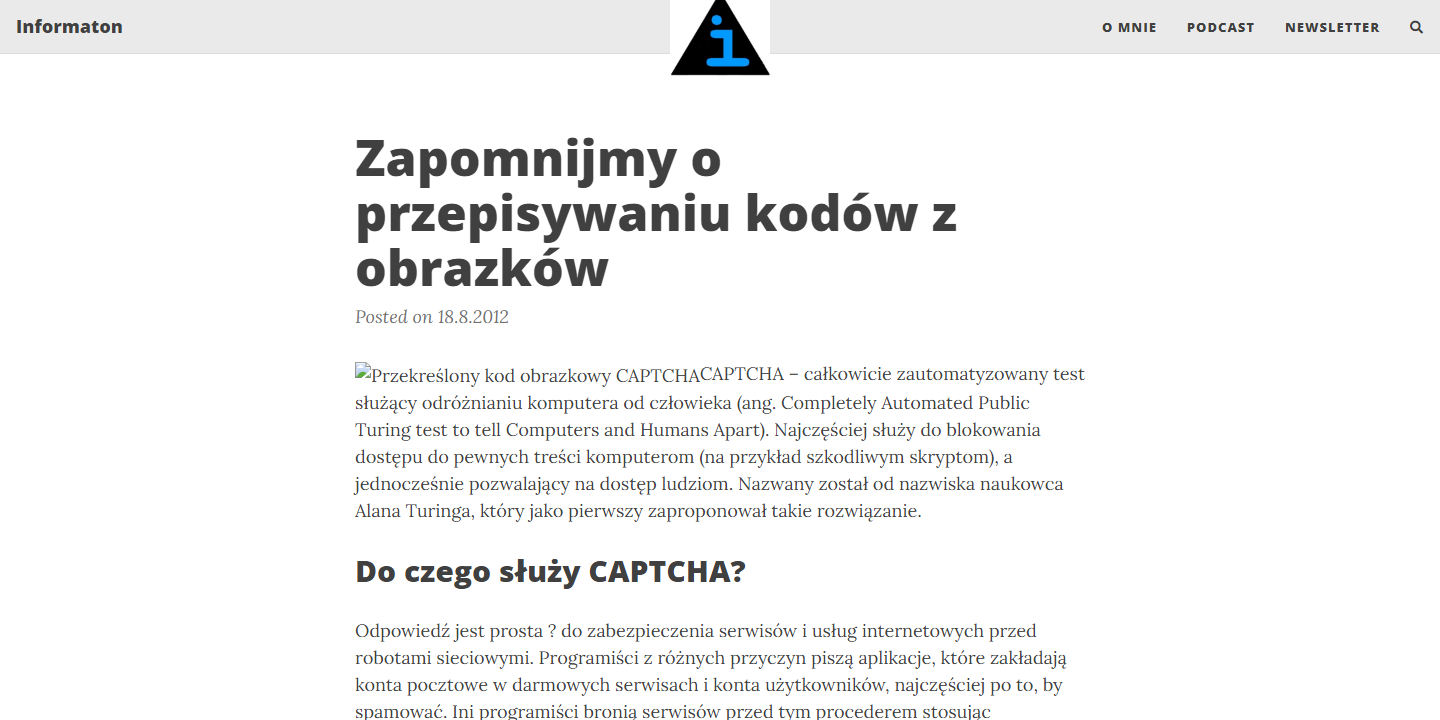 Informaton
O MNIE
PODCAST
NEWSLETTER
i
Zapomnijmy o
przepisywaniu kodów z
obrazków
Posted on 18.8.2012
Przekreślony kod obrazkowy CAPTCHACAPTCHA – całkowicie zautomatyzowany test
służący odróżnianiu komputera od człowieka (ang. Completely Automated Public
Turing test to tell Computers and Humans Apart). Najczęściej służy do blokowania
dostępu do pewnych treści komputerom (na przykład szkodliwym skryptom), a
jednocześnie pozwalający na dostęp ludziom. Nazwany został od nazwiska naukowca
Alana Turinga, który jako pierwszy zaproponował takie rozwiązanie.
Do czego służy CAPTCHA?
Odpowiedź jest prosta ? do zabezpieczenia serwisów i usług internetowych przed
robotami sieciowymi. Programiści z różnych przyczyn piszą aplikacje, które zakładają
konta pocztowe w darmowych serwisach i konta użytkowników, najczęściej po to, by
spamować. Ini programiści bronią serwisów przed tym procederem stosując